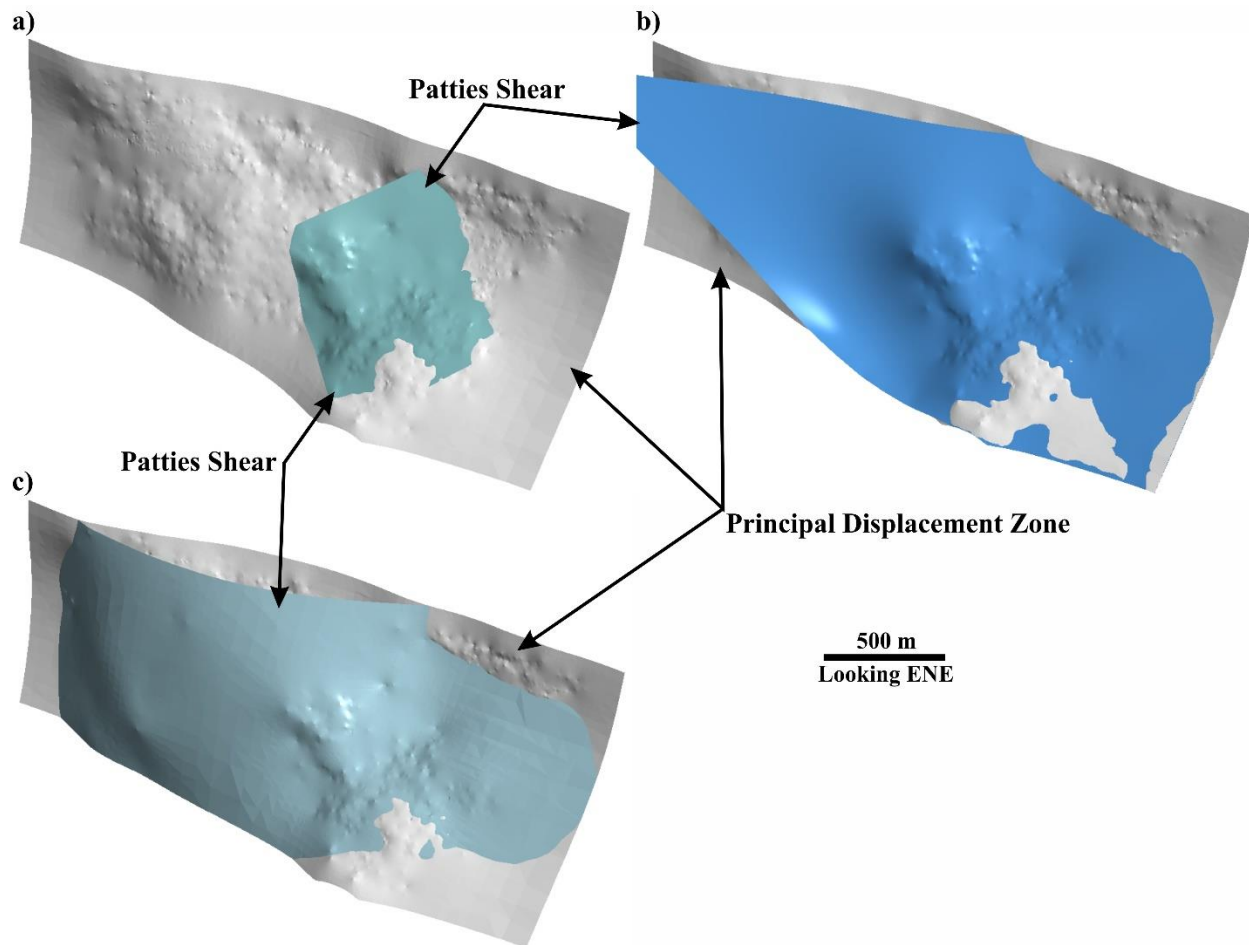 a)
b)
Patties Shear
Patties Shear
c)
Principal Displacement Zone
500 m
Looking ENE